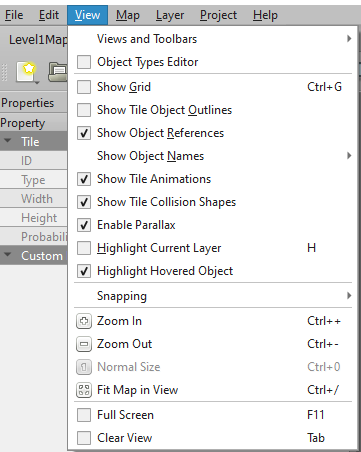 File Edit View Map Layer Project Help
Level1Map
Views and Toolbars
Object Types Editor
Properties
Show Grid Ctrl+G
Property
Show Tile Object Outlines
Show Object References
Tile
Show Object Names
ID
Show Tile Animations
Type
Show Tile Collision Shapes
Width
Enable Parallax
Height
Highlight Current Layer H
Probabili
Custom
Highlight Hovered Object
Snapping
Zoom In Ctrl++
Zoom Out Ctrl+-
Normal Size Ctrl+0
Fit Map in View Ctrl+/
Full Screen F11
Clear View Tab